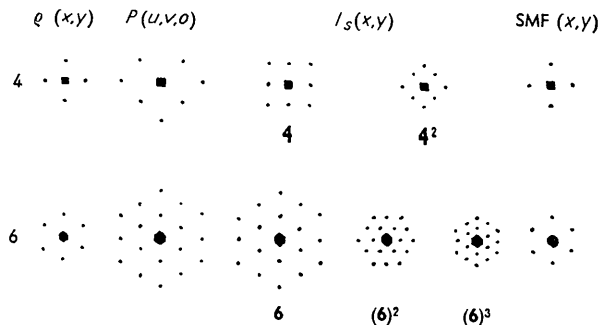 ϱ (x,y) P(u,v,o) I_s(x,y) SMF (x,y)
4
4 4²
6
6 (6)² (6)³